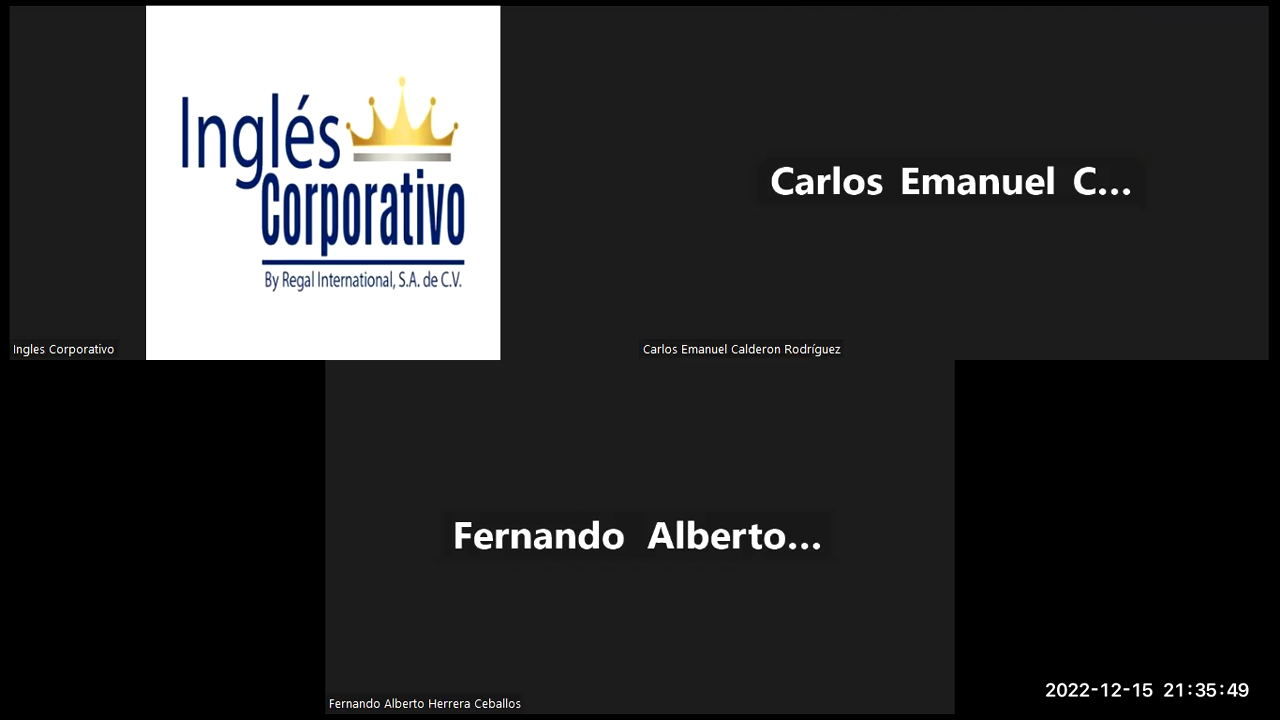 Inglés
Corporativo
By Regal International, S.A. de C.V.
Ingles Corporativo
Carlos Emanuel C...
Carlos Emanuel Calderon Rodríguez
Fernando Alberto...
Fernando Alberto Herrera Ceballos
2022-12-15 21:35:49